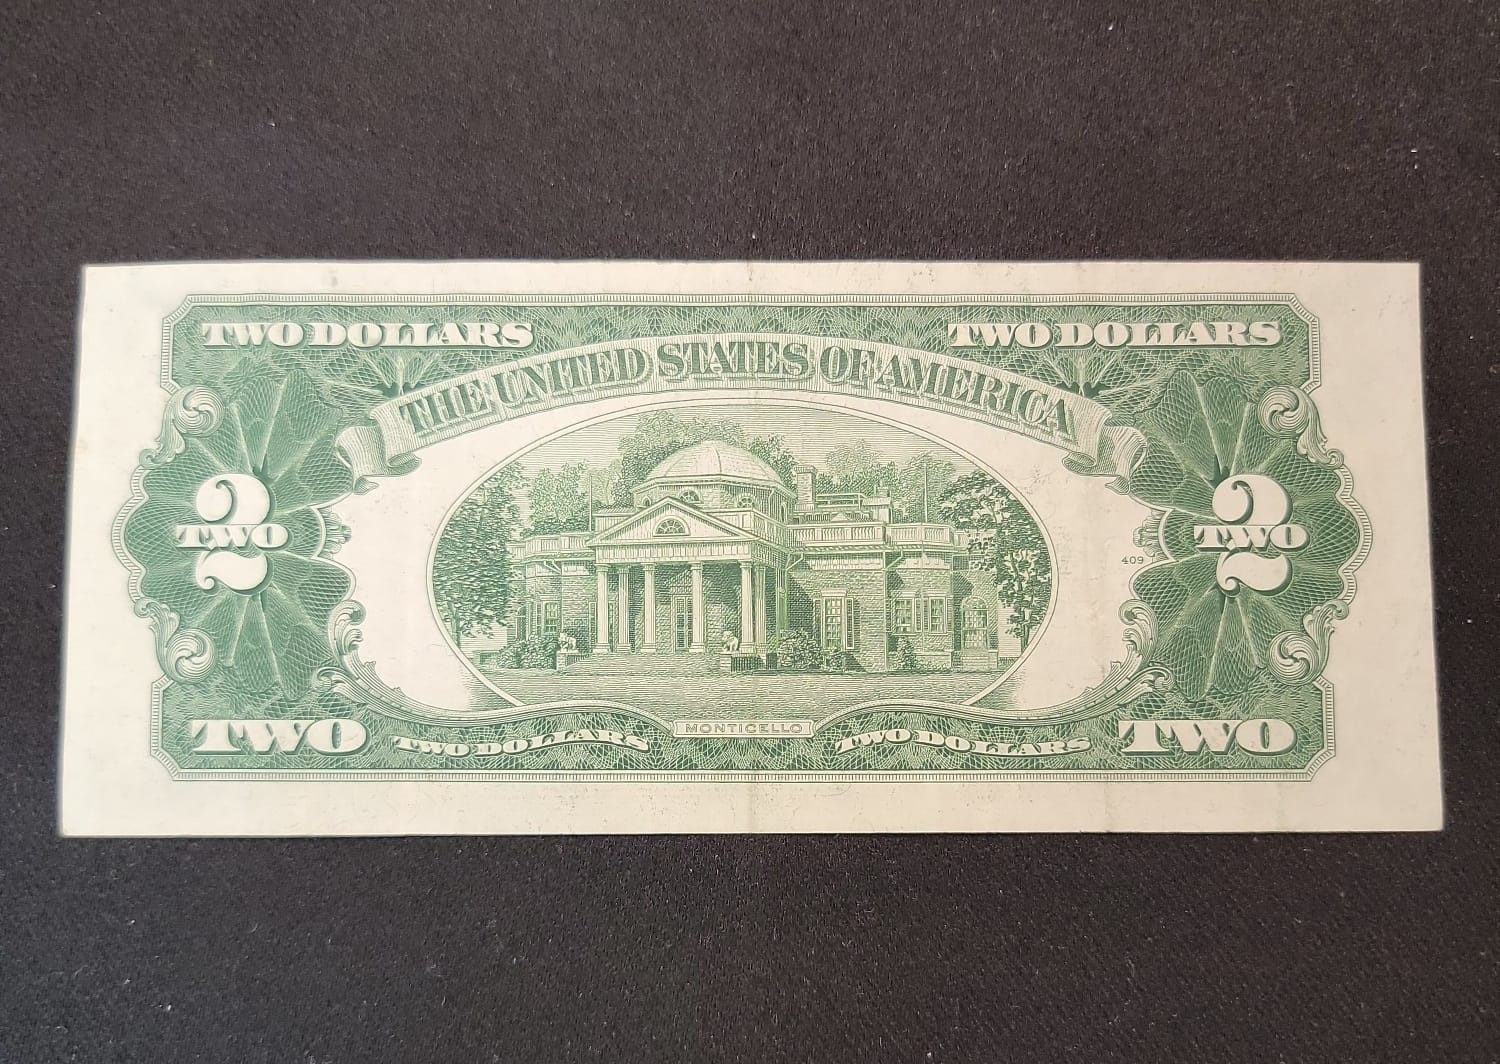 TWO DOLLARS TWO DOLLARS
THE UNITED STATES OF AMERICA
2 2
TWO TWO
409
MONTICELLO
TWO TWO DOLLARS TWO DOLLARS TWO